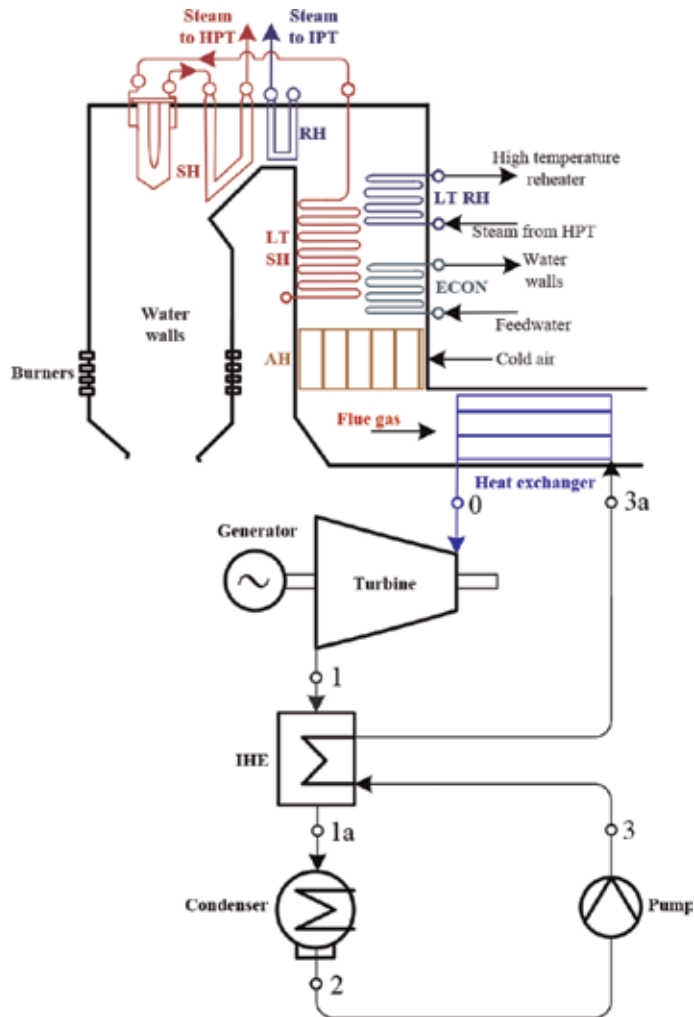 Steam
to HPT
Steam
to IPT
RH
SH
High temperature
reheater
LT RH
Steam from HPT
LT
SH
Water
walls
ECON
Feedwater
Water
walls
Burners
AH
Cold air
Flue gas
Heat exchanger
0
3a
Generator
Turbine
1
IHE
1a
3
Condenser
Pump
2